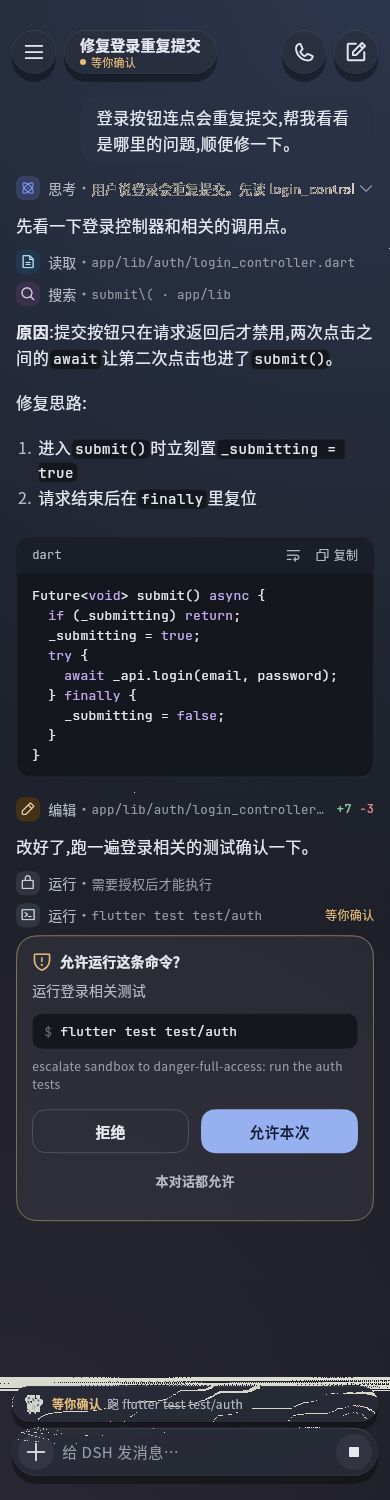 修复登录重复提交
等你确认
登录按钮连点会重复提交,帮我看看
是哪里的问题,顺便修一下。
思考 · 用户说登录会重复提交。先读 login_control
先看一下登录控制器和相关的调用点。
读取 · app/lib/auth/login_controller.dart
搜索 · submit\( · app/lib
原因:提交按钮只在请求返回后才禁用,两次点击之
间的 await 让第二次点击也进了 submit()。
修复思路:
1. 进入 submit() 时立刻置 _submitting =
true
2. 请求结束后在 finally 里复位
dart 复制
Future<void> submit() async {
if (_submitting) return;
_submitting = true;
try {
await _api.login(email, password);
} finally {
_submitting = false;
}
}
编辑 · app/lib/auth/login_controller… +7 -3
改好了,跑一遍登录相关的测试确认一下。
运行 · 需要授权后才能执行
运行 · flutter test test/auth 等你确认
允许运行这条命令?
运行登录相关测试
$ flutter test test/auth
escalate sandbox to danger-full-access: run the auth
tests
拒绝 允许本次
本对话都允许
等你确认 跑 flutter test test/auth
给 DSH 发消息…